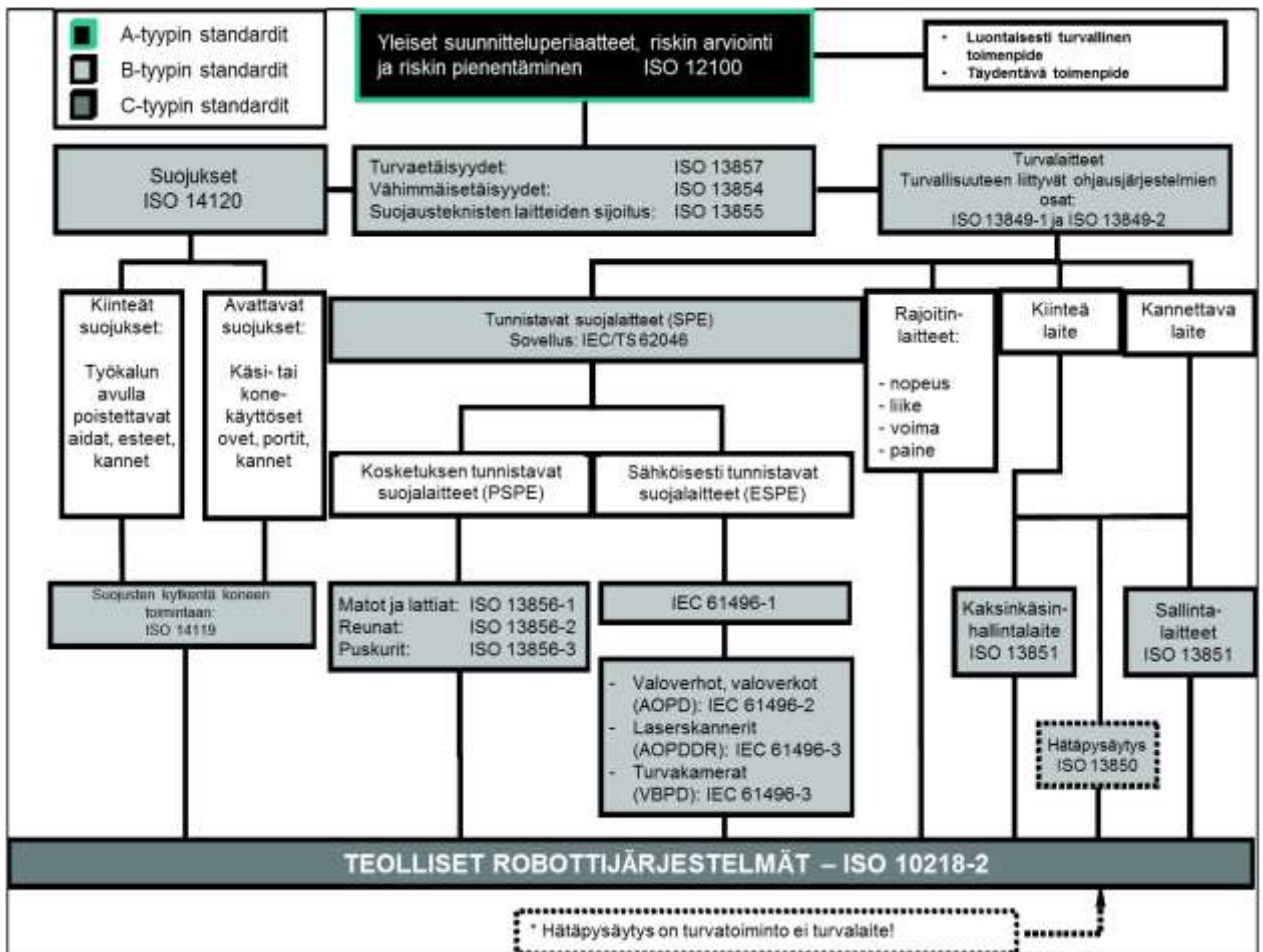 A-tyypin standardit
B-tyypin standardit
C-tyypin standardit
Yleiset suunnitteluperiaatteet, riskin arviointi
ja riskin pienentäminen ISO 12100
• Luontaisesti turvallinen
toimenpide
• Täydentävä toimenpide
Suojukset
ISO 14120
Turvaetäisyydet: ISO 13857
Vähimmäisetäisyydet: ISO 13854
Suojausteknisten laitteiden sijoitus: ISO 13855
Turvalaitteet
Turvallisuuteen liittyvät ohjausjärjestelmien
osat:
ISO 13849-1 ja ISO 13849-2
Kiinteät
suojukset:
Työkalun
avulla
poistettavat
aidat, esteet,
kannet
Avattavat
suojukset:
Käsi- tai
kone-
käyttöset
ovet, portit,
kannet
Tunnistavat suojalaitteet (SPE)
Sovellus: IEC/TS 62046
Rajoitin-
laitteet:
- nopeus
- liike
- voima
- paine
Kiinteä
laite
Kannettava
laite
Kosketuksen tunnistavat
suojalaitteet (PSPE)
Sähköisesti tunnistavat
suojalaitteet (ESPE)
Suojusten kytkentä koneen
toimintaan:
ISO 14119
Matot ja lattiat: ISO 13856-1
Reunat: ISO 13856-2
Puskurit: ISO 13856-3
IEC 61496-1
- Valoverhot, valoverkot
(AOPD): IEC 61496-2
- Laserskannerit
(AOPDDR): IEC 61496-3
- Turvakamerat
(VBPD): IEC 61496-3
Kaksinkäsin-
hallintalaite
ISO 13851
Sallinta-
laitteet
ISO 13851
Hätäpysäytys
ISO 13850
TEOLLISET ROBOTTIJÄRJESTELMÄT – ISO 10218-2
* Hätäpysäytys on turvatoiminto ei turvalaite!